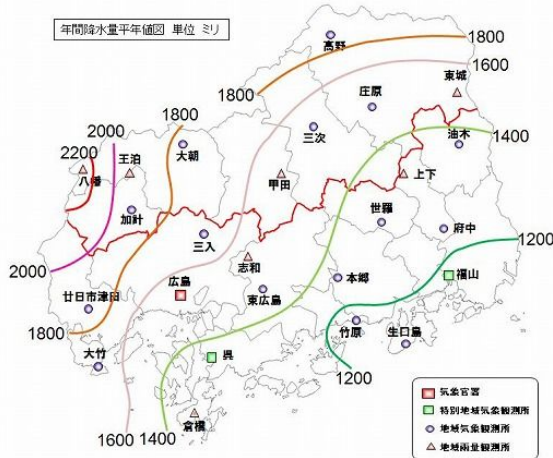 年間降水量平年値図 単位 ミリ
高野
1800
1600
東城
庄原
1800
1800
2000
2200
王泊
大朝
三次
油木
1400
八幡
甲田
上下
加計
世羅
府中
三入
1200
2000
志和
広島
本郷
福山
廿日市津田
東広島
1800
竹原
生口島
大竹
呉
1200
倉橋
1600
1400
気象官署
特別地域気象観測所
地域気象観測所
地域雨量観測所